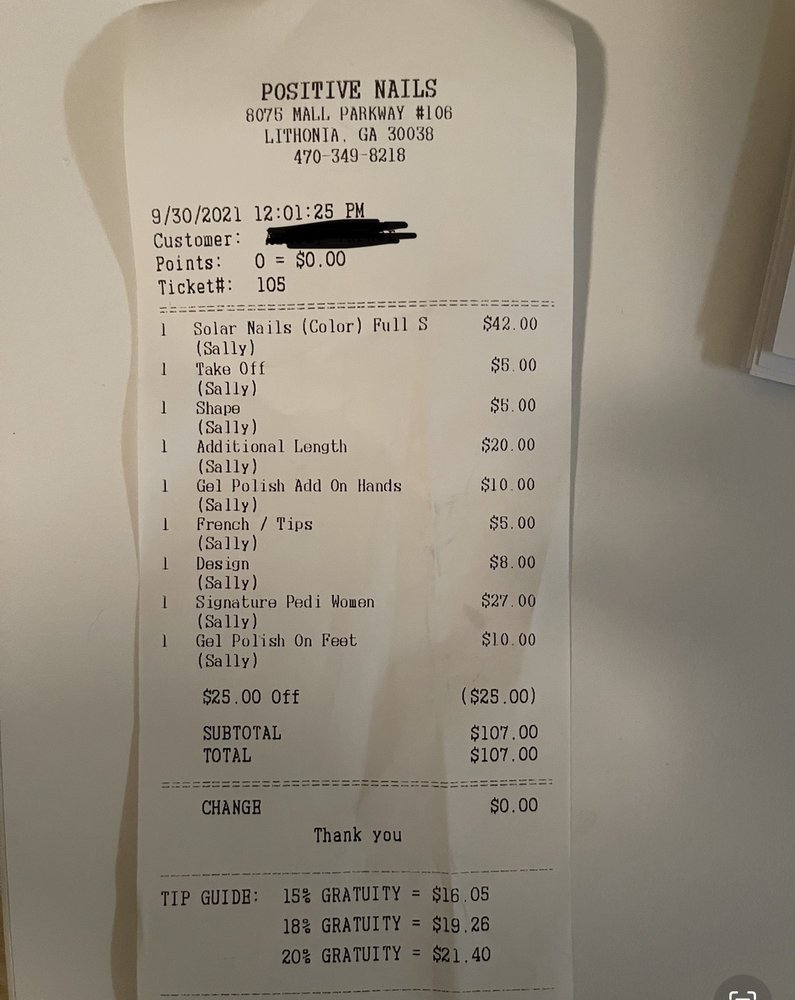 POSITIVE NAILS
8075 MALL PARKWAY #106
LITHONIA, GA 30038
470-349-8218
9/30/2021 12:01:25 PM
Customer:
Points: 0 = $0.00
Ticket#: 105
1 Solar Nails (Color) Full S $42.00
(Sally)
1 Take Off $5.00
(Sally)
1 Shape $5.00
(Sally)
1 Additional Length $20.00
(Sally)
1 Gel Polish Add On Hands $10.00
(Sally)
1 French / Tips $5.00
(Sally)
1 Design $8.00
(Sally)
1 Signature Pedi Women $27.00
(Sally)
1 Gel Polish On Feet $10.00
(Sally)
$25.00 Off ($25.00)
SUBTOTAL $107.00
TOTAL $107.00
CHANGE $0.00
Thank you
TIP GUIDE: 15% GRATUITY = $16.05
18% GRATUITY = $19.26
20% GRATUITY = $21.40